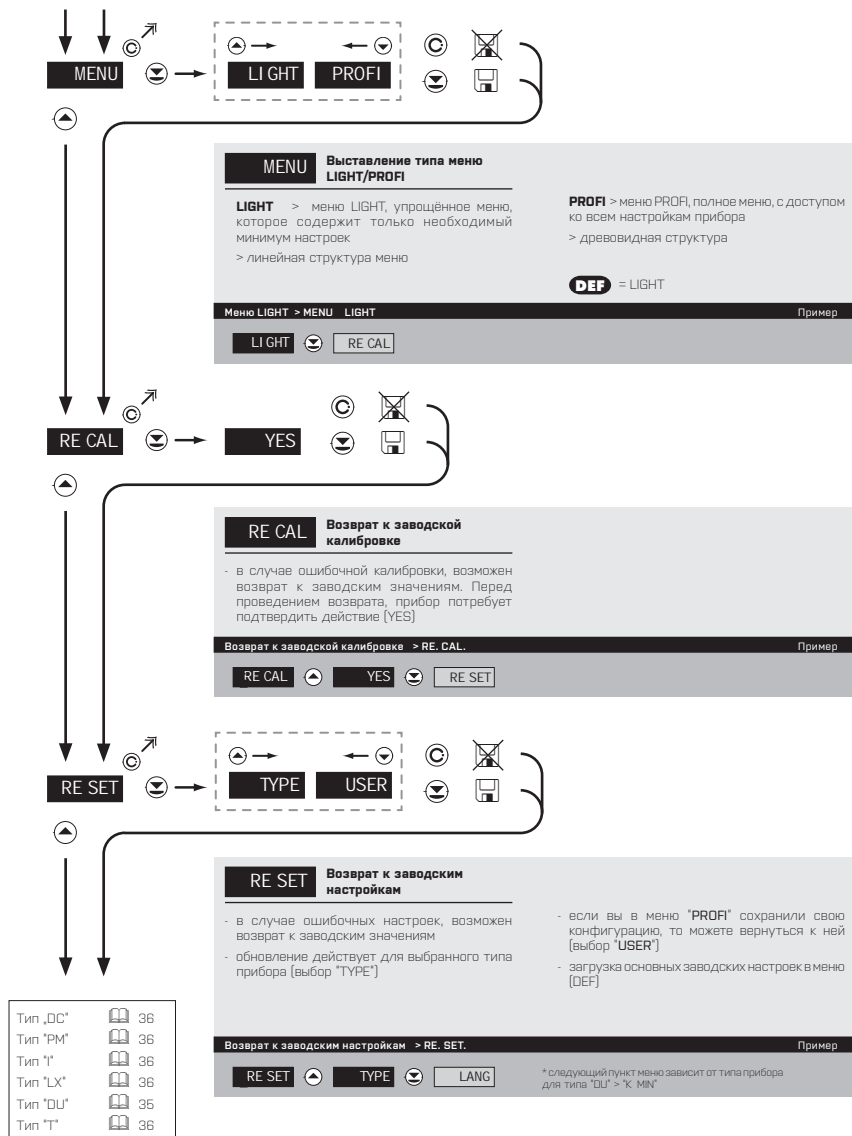 MENU
LIGHT PROFI
MENU
Выставление типа меню
LIGHT/PROFI
LIGHT > меню LIGHT, упрощённое меню,
которое содержит только необходимый
минимум настроек
> линейная структура меню
PROFI > меню PROFI, полное меню, с доступом
ко всем настройкам прибора
> древовидная структура
DEF = LIGHT
Меню LIGHT > MENU LIGHT
Пример
LIGHT RE CAL
RE CAL
YES
RE CAL
Возврат к заводской
калибровке
- в случае ошибочной калибровки, возможен
возврат к заводским значениям. Перед
проведением возврата, прибор потребует
подтвердить действие (YES)
Возврат к заводской калибровке > RE. CAL.
Пример
RE CAL YES RE SET
RE SET
TYPE USER
RE SET
Возврат к заводским
настройкам
- в случае ошибочных настроек, возможен
возврат к заводским значениям
- обновление действует для выбранного типа
прибора (выбор "TYPE")
- если вы в меню "PROFI" сохранили свою
конфигурацию, то можете вернуться к ней
(выбор "USER")
- загрузка основных заводских настроек в меню
(DEF)
Возврат к заводским настройкам > RE. SET.
Пример
RE SET TYPE LANG
* следующий пункт меню зависит от типа прибора
для типа "DU" > "K MIN"
Тип „DC" 36
Тип "PM" 36
Тип "I" 36
Тип "LX" 36
Тип "DU" 35
Тип "T" 36